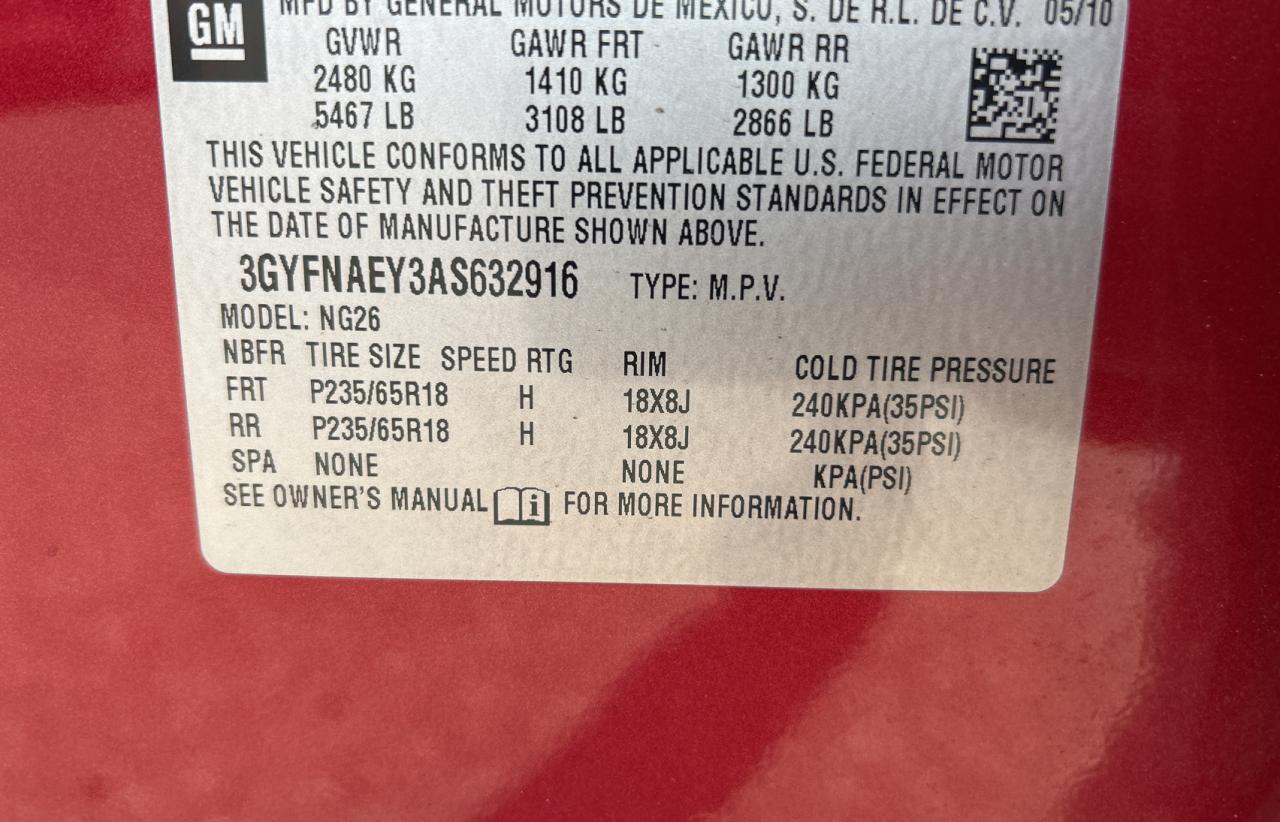 GM
MFD BY GENERAL MOTORS DE MEXICO, S. DE R.L. DE C.V. 05/10
GVWR GAWR FRT GAWR RR
2480 KG 1410 KG 1300 KG
5467 LB 3108 LB 2866 LB
THIS VEHICLE CONFORMS TO ALL APPLICABLE U.S. FEDERAL MOTOR
VEHICLE SAFETY AND THEFT PREVENTION STANDARDS IN EFFECT ON
THE DATE OF MANUFACTURE SHOWN ABOVE.
3GYFNAEY3AS632916 TYPE: M.P.V.
MODEL: NG26
NBFR TIRE SIZE SPEED RTG RIM COLD TIRE PRESSURE
FRT P235/65R18 H 18X8J 240KPA(35PSI)
RR P235/65R18 H 18X8J 240KPA(35PSI)
SPA NONE NONE KPA(PSI)
SEE OWNER'S MANUAL i FOR MORE INFORMATION.